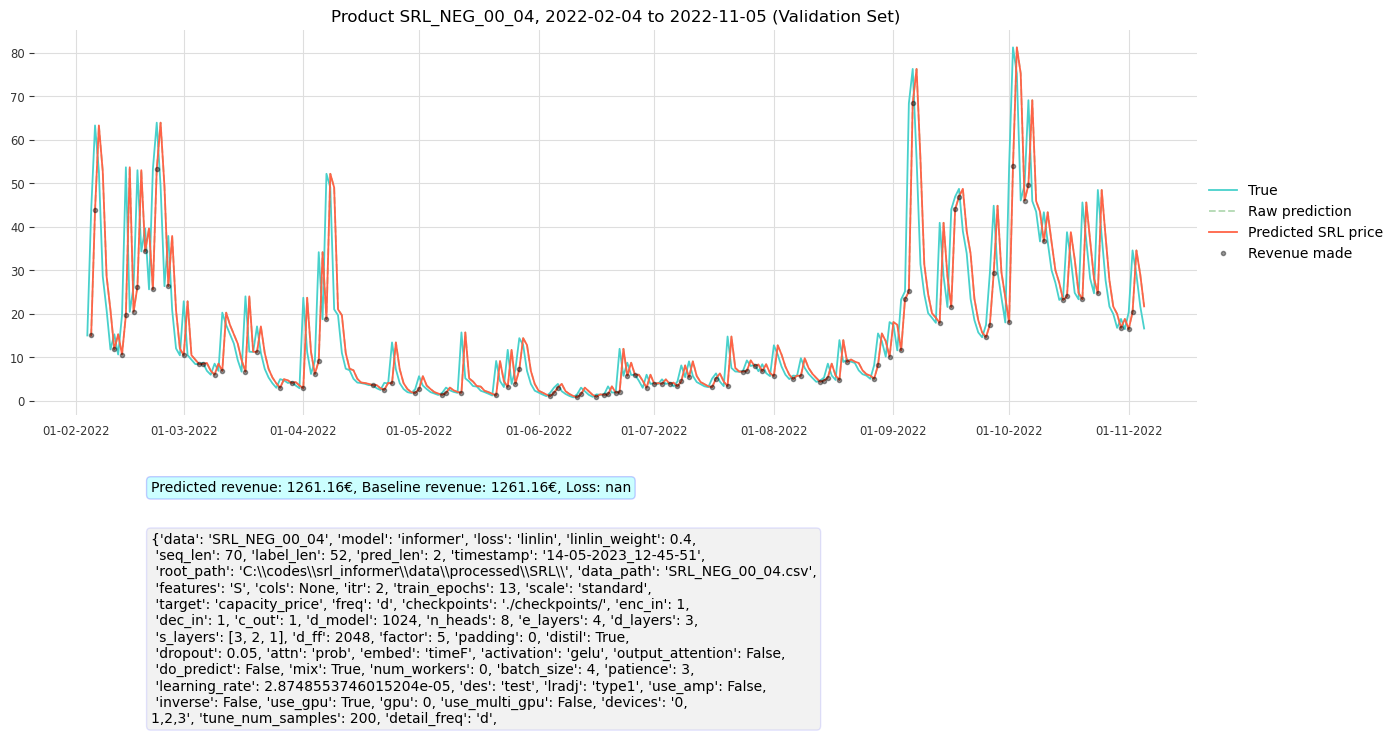 Product SRL_NEG_00_04, 2022-02-04 to 2022-11-05 (Validation Set)
80
70
60
50
40
30
20
10
0
01-02-2022
01-03-2022
01-04-2022
01-05-2022
01-06-2022
01-07-2022
01-08-2022
01-09-2022
01-10-2022
01-11-2022
True
Raw prediction
Predicted SRL price
Revenue made
Predicted revenue: 1261.16€, Baseline revenue: 1261.16€, Loss: nan
{'data': 'SRL_NEG_00_04', 'model': 'informer', 'loss': 'linlin', 'linlin_weight': 0.4,
'seq_len': 70, 'label_len': 52, 'pred_len': 2, 'timestamp': '14-05-2023_12-45-51',
'root_path': 'C:\\codes\\srl_informer\\data\\processed\\SRL\\', 'data_path': 'SRL_NEG_00_04.csv',
'features': 'S', 'cols': None, 'itr': 2, 'train_epochs': 13, 'scale': 'standard',
'target': 'capacity_price', 'freq': 'd', 'checkpoints': './checkpoints/', 'enc_in': 1,
'dec_in': 1, 'c_out': 1, 'd_model': 1024, 'n_heads': 8, 'e_layers': 4, 'd_layers': 3,
's_layers': [3, 2, 1], 'd_ff': 2048, 'factor': 5, 'padding': 0, 'distil': True,
'dropout': 0.05, 'attn': 'prob', 'embed': 'timeF', 'activation': 'gelu', 'output_attention': False,
'do_predict': False, 'mix': True, 'num_workers': 0, 'batch_size': 4, 'patience': 3,
'learning_rate': 2.8748553746015204e-05, 'des': 'test', 'lradj': 'type1', 'use_amp': False,
'inverse': False, 'use_gpu': True, 'gpu': 0, 'use_multi_gpu': False, 'devices': '0,
1,2,3', 'tune_num_samples': 200, 'detail_freq': 'd',